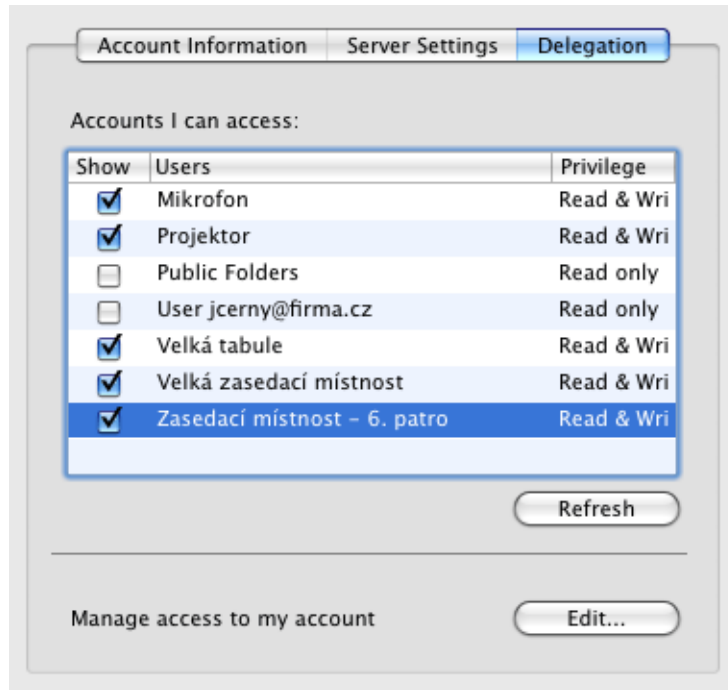 Account Information Server Settings Delegation
Accounts I can access:
Show Users Privilege
Mikrofon Read & Wri
Projektor Read & Wri
Public Folders Read only
User jcerny@firma.cz Read only
Velká tabule Read & Wri
Velká zasedací místnost Read & Wri
Zasedací místnost – 6. patro Read & Wri
Refresh
Manage access to my account Edit...